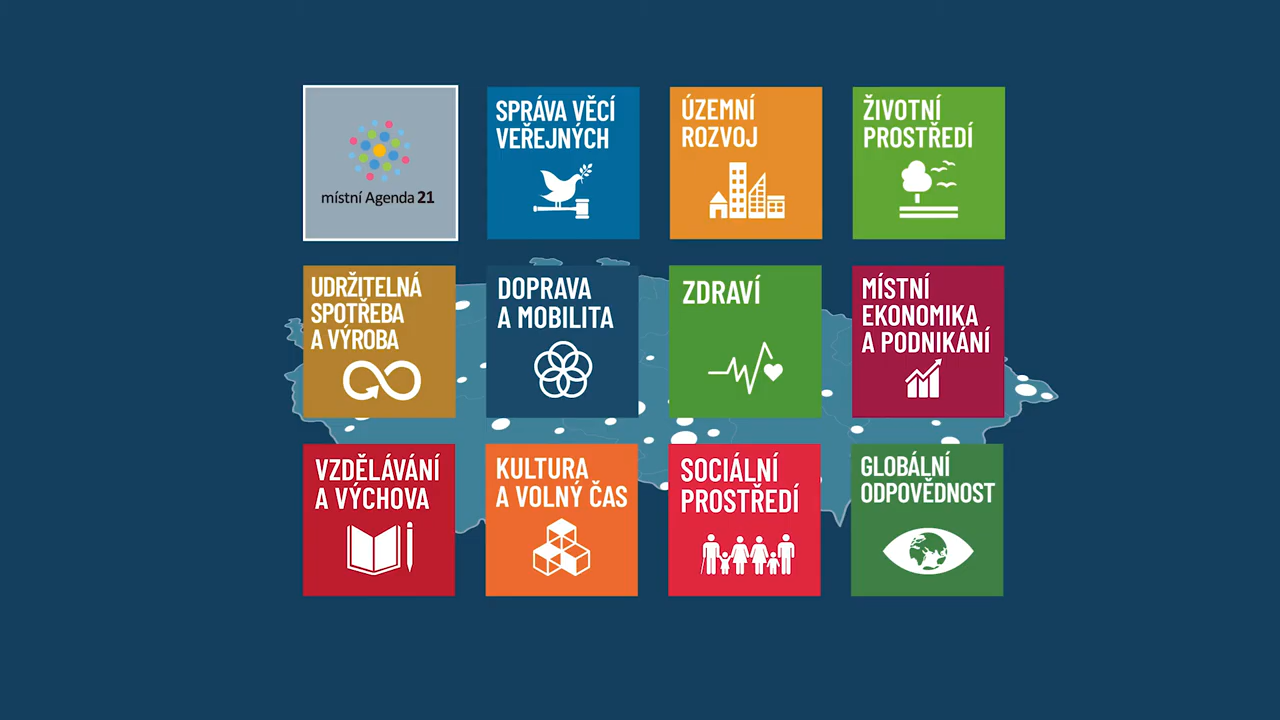 místní Agenda 21
SPRÁVA VĚCÍ
VEŘEJNÝCH
ÚZEMNÍ
ROZVOJ
ŽIVOTNÍ
PROSTŘEDÍ
UDRŽITELNÁ
SPOTŘEBA
A VÝROBA
DOPRAVA
A MOBILITA
ZDRAVÍ
MÍSTNÍ
EKONOMIKA
A PODNIKÁNÍ
VZDĚLÁVÁNÍ
A VÝCHOVA
KULTURA
A VOLNÝ ČAS
SOCIÁLNÍ
PROSTŘEDÍ
GLOBÁLNÍ
ODPOVĚDNOST